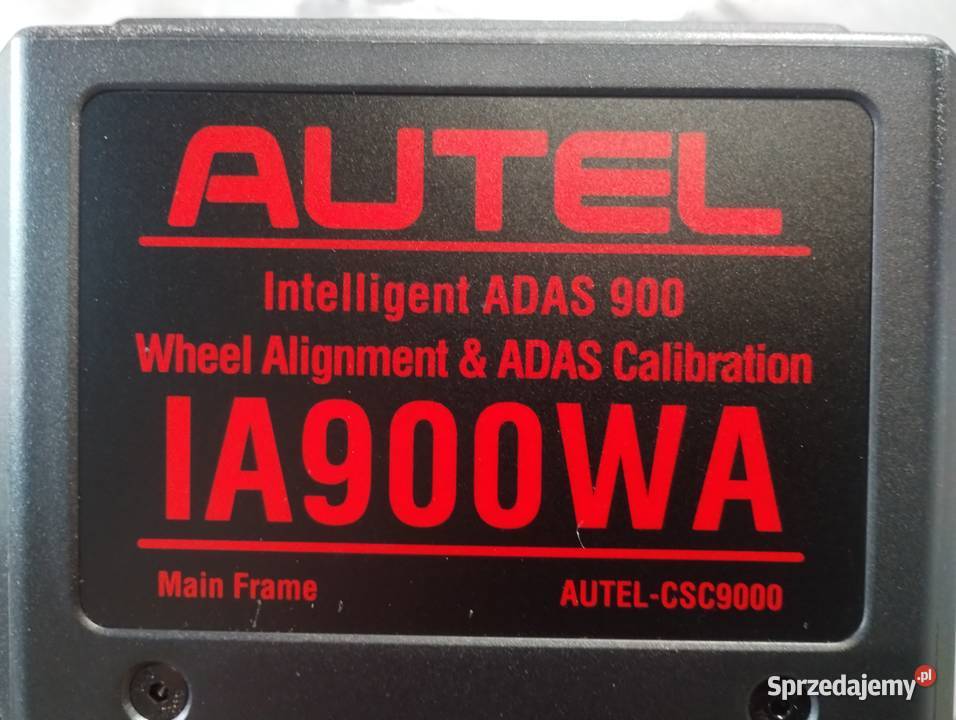 AUTEL
Intelligent ADAS 900
Wheel Alignment & ADAS Calibration
IA900WA
Main Frame
AUTEL-CSC9000
Sprzedajemy.pl